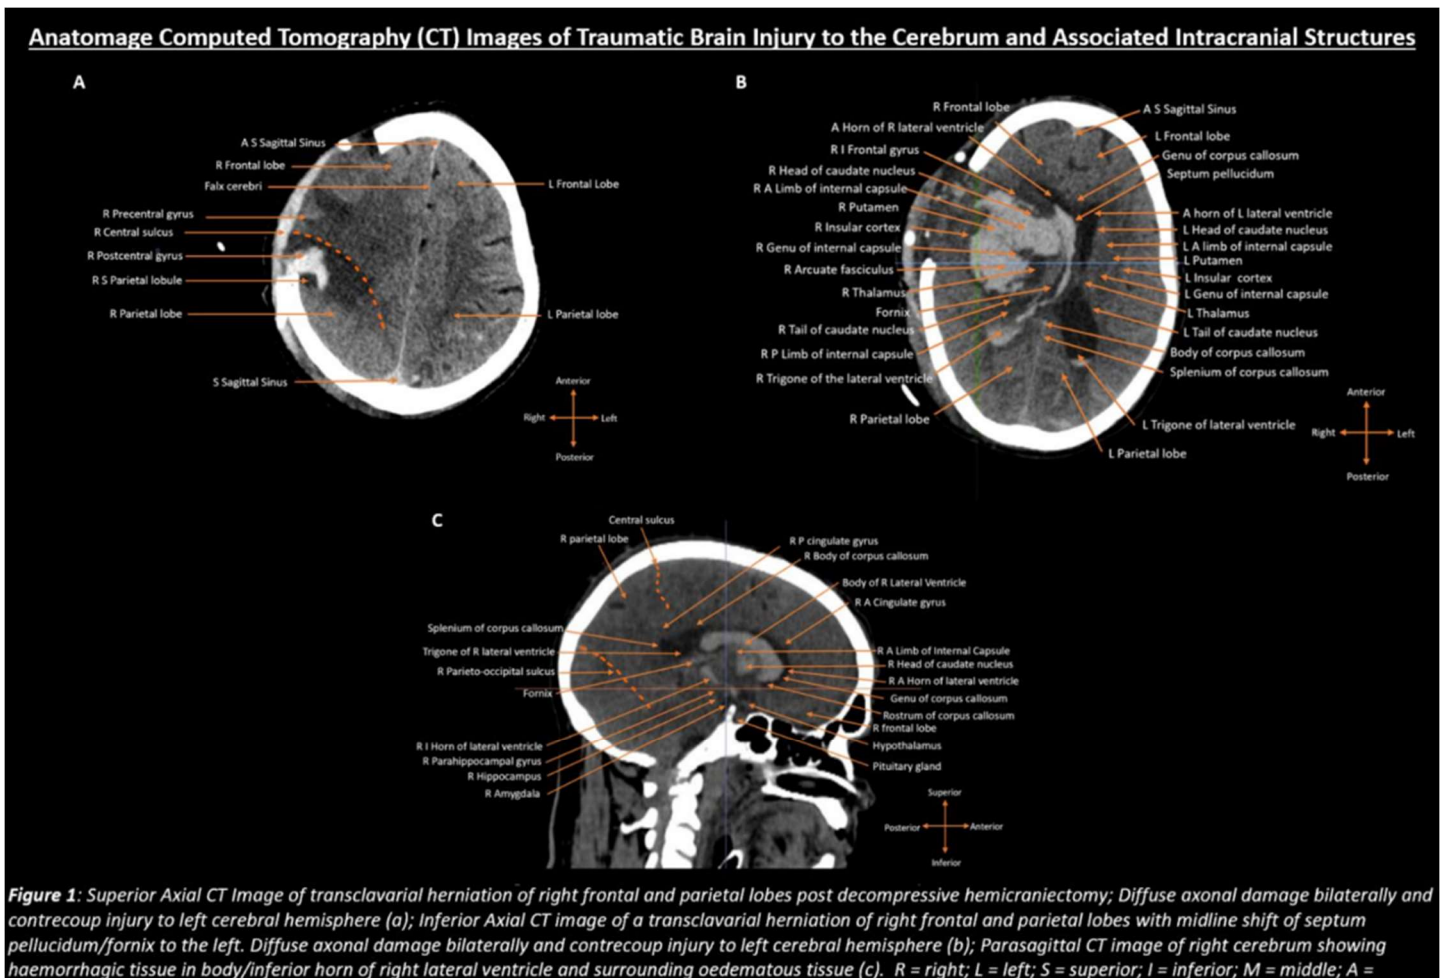 Anatomage Computed Tomography (CT) Images of Traumatic Brain Injury to the Cerebrum and Associated Intracranial Structures
A
A S Sagittal Sinus
R Frontal lobe
Falx cerebri
R Precentral gyrus
R Central sulcus
R Postcentral gyrus
R S Parietal lobule
R Parietal lobe
S Sagittal Sinus
L Frontal Lobe
L Parietal lobe
Anterior
Right
Left
Posterior
B
R Frontal lobe
A Horn of R lateral ventricle
R I Frontal gyrus
R Head of caudate nucleus
R A Limb of internal capsule
R Putamen
R Insular cortex
R Genu of internal capsule
R Arcuate fasciculus
R Thalamus
Fornix
R Tail of caudate nucleus
R P Limb of internal capsule
R Trigone of the lateral ventricle
R Parietal lobe
A S Sagittal Sinus
L Frontal lobe
Genu of corpus callosum
Septum pellucidum
A horn of L lateral ventricle
L Head of caudate nucleus
L A limb of internal capsule
L Putamen
L Insular cortex
L Genu of internal capsule
L Thalamus
L Tail of caudate nucleus
Body of corpus callosum
Splenium of corpus callosum
L Trigone of lateral ventricle
L Parietal lobe
Anterior
Right
Left
Posterior
C
Central sulcus
R parietal lobe
Splenium of corpus callosum
Trigone of R lateral ventricle
R Parieto-occipital sulcus
Fornix
R I Horn of lateral ventricle
R Parahippocampal gyrus
R Hippocampus
R Amygdala
R P cingulate gyrus
R Body of corpus callosum
Body of R Lateral Ventricle
R A Cingulate gyrus
R A Limb of Internal Capsule
R Head of caudate nucleus
R A Horn of lateral ventricle
Genu of corpus callosum
Rostrum of corpus callosum
R frontal lobe
Hypothalamus
Pituitary gland
Superior
Posterior
Anterior
Inferior
Figure 1: Superior Axial CT Image of transclavarial herniation of right frontal and parietal lobes post decompressive hemicraniectomy; Diffuse axonal damage bilaterally and
contrecoup injury to left cerebral hemisphere (a); Inferior Axial CT image of a transclavarial herniation of right frontal and parietal lobes with midline shift of septum
pellucidum/fornix to the left. Diffuse axonal damage bilaterally and contrecoup injury to left cerebral hemisphere (b); Parasagittal CT image of right cerebrum showing
haemorrhagic tissue in body/inferior horn of right lateral ventricle and surrounding oedematous tissue (c). R = right; L = left; S = superior; I = inferior; M = middle; A =